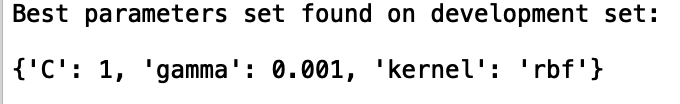 Best parameters set found on development set:
{'C': 1, 'gamma': 0.001, 'kernel': 'rbf'}